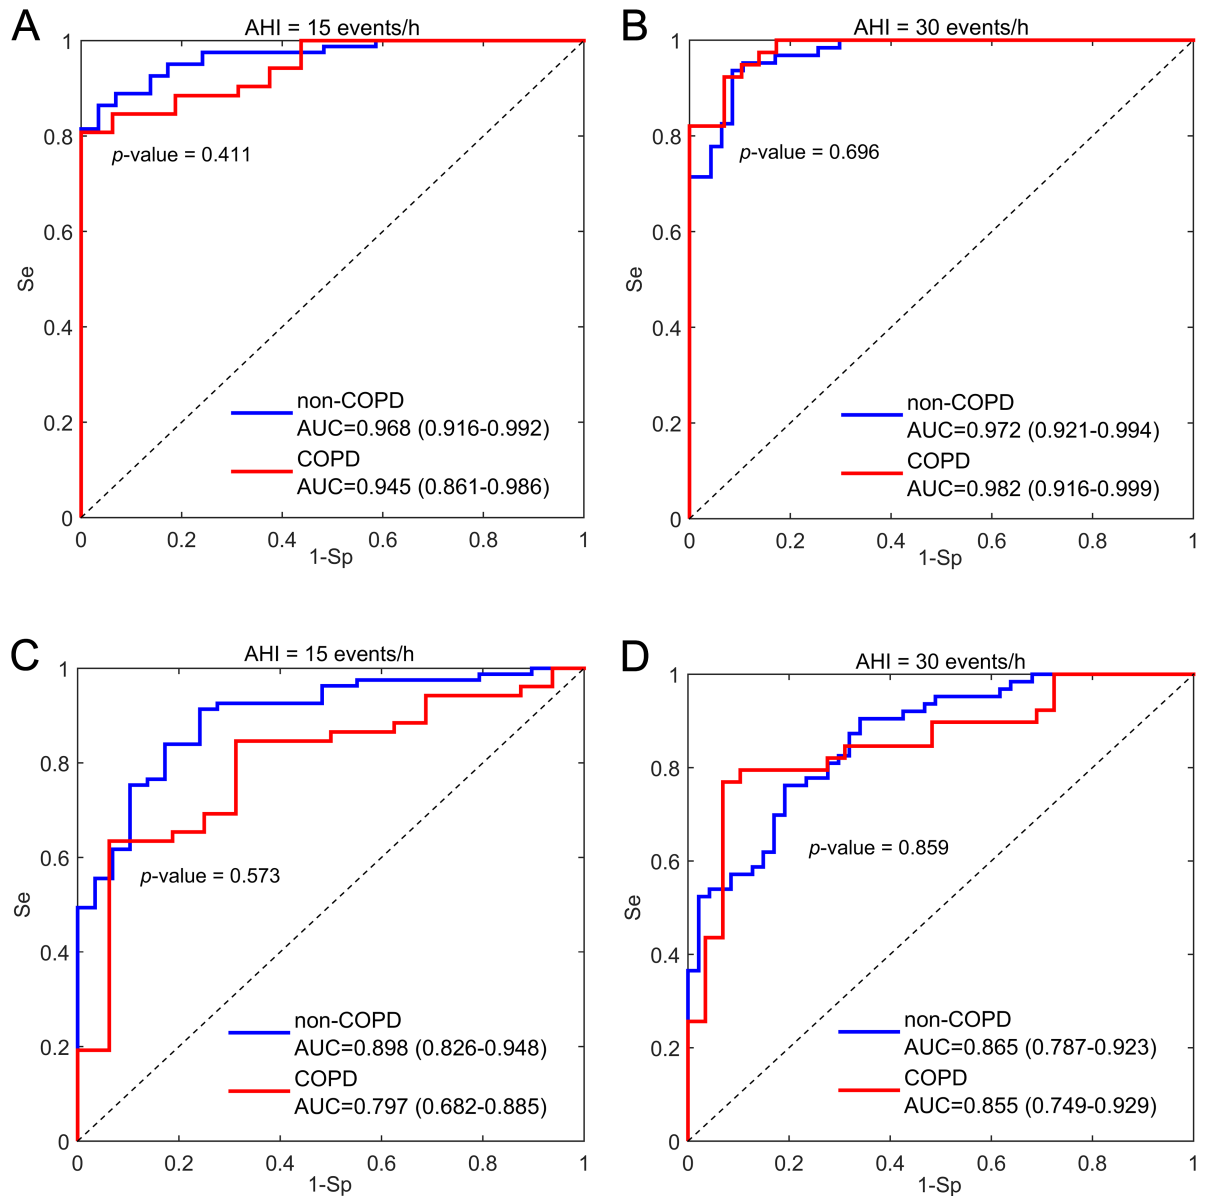 A
AHI = 15 events/h
1
0.8
0.6
0.4
0.2
0
Se
p-value = 0.411
non-COPD
AUC=0.968 (0.916-0.992)
COPD
AUC=0.945 (0.861-0.986)
0 0.2 0.4 0.6 0.8 1
1-Sp
B
AHI = 30 events/h
1
0.8
0.6
0.4
0.2
0
Se
p-value = 0.696
non-COPD
AUC=0.972 (0.921-0.994)
COPD
AUC=0.982 (0.916-0.999)
0 0.2 0.4 0.6 0.8 1
1-Sp
C
AHI = 15 events/h
1
0.8
0.6
0.4
0.2
0
Se
p-value = 0.573
non-COPD
AUC=0.898 (0.826-0.948)
COPD
AUC=0.797 (0.682-0.885)
0 0.2 0.4 0.6 0.8 1
1-Sp
D
AHI = 30 events/h
1
0.8
0.6
0.4
0.2
0
Se
p-value = 0.859
non-COPD
AUC=0.865 (0.787-0.923)
COPD
AUC=0.855 (0.749-0.929)
0 0.2 0.4 0.6 0.8 1
1-Sp